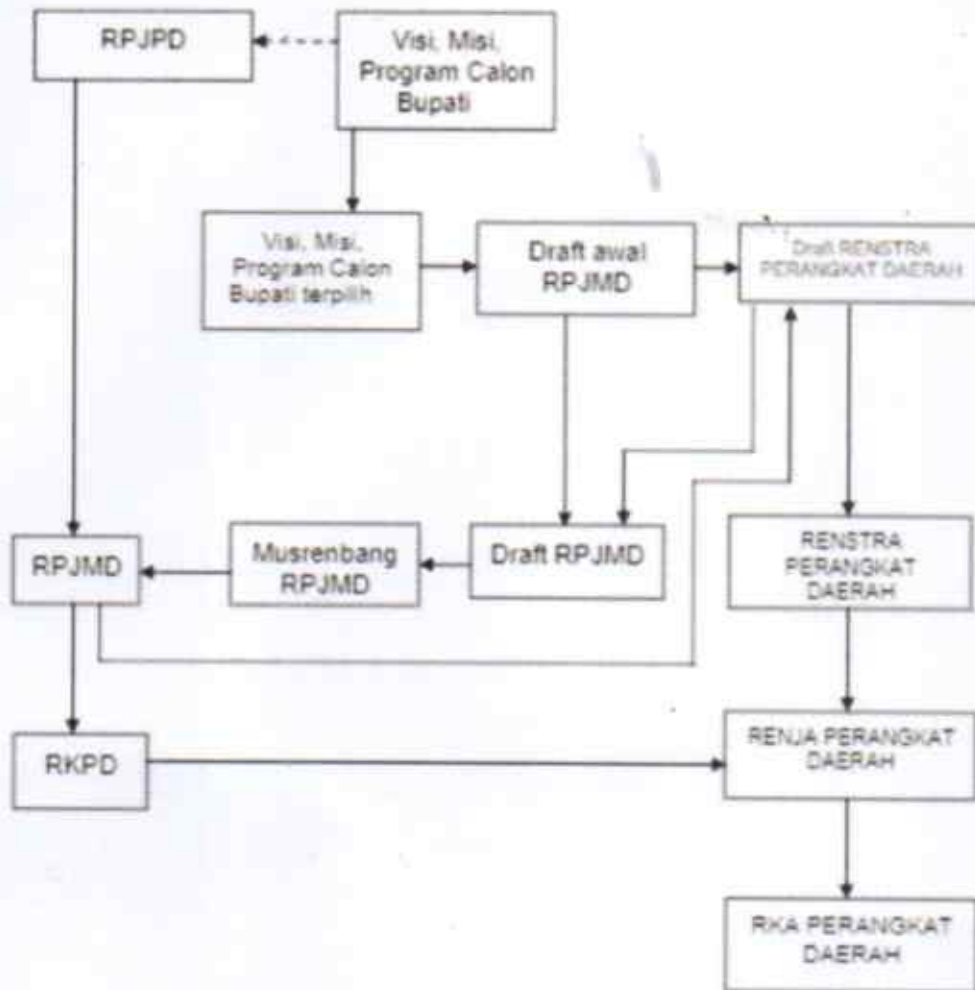 RPJPD
Visi, Misi,
Program Calon
Bupati
Visi, Misi,
Program Calon
Bupati terpilih
Draft awal
RPJMD
Draft RENSTRA
PERANGKAT DAERAH
RPJMD
Musrenbang
RPJMD
Draft RPJMD
RENSTRA
PERANGKAT
DAERAH
RKPD
RENJA PERANGKAT
DAERAH
RKA PERANGKAT
DAERAH